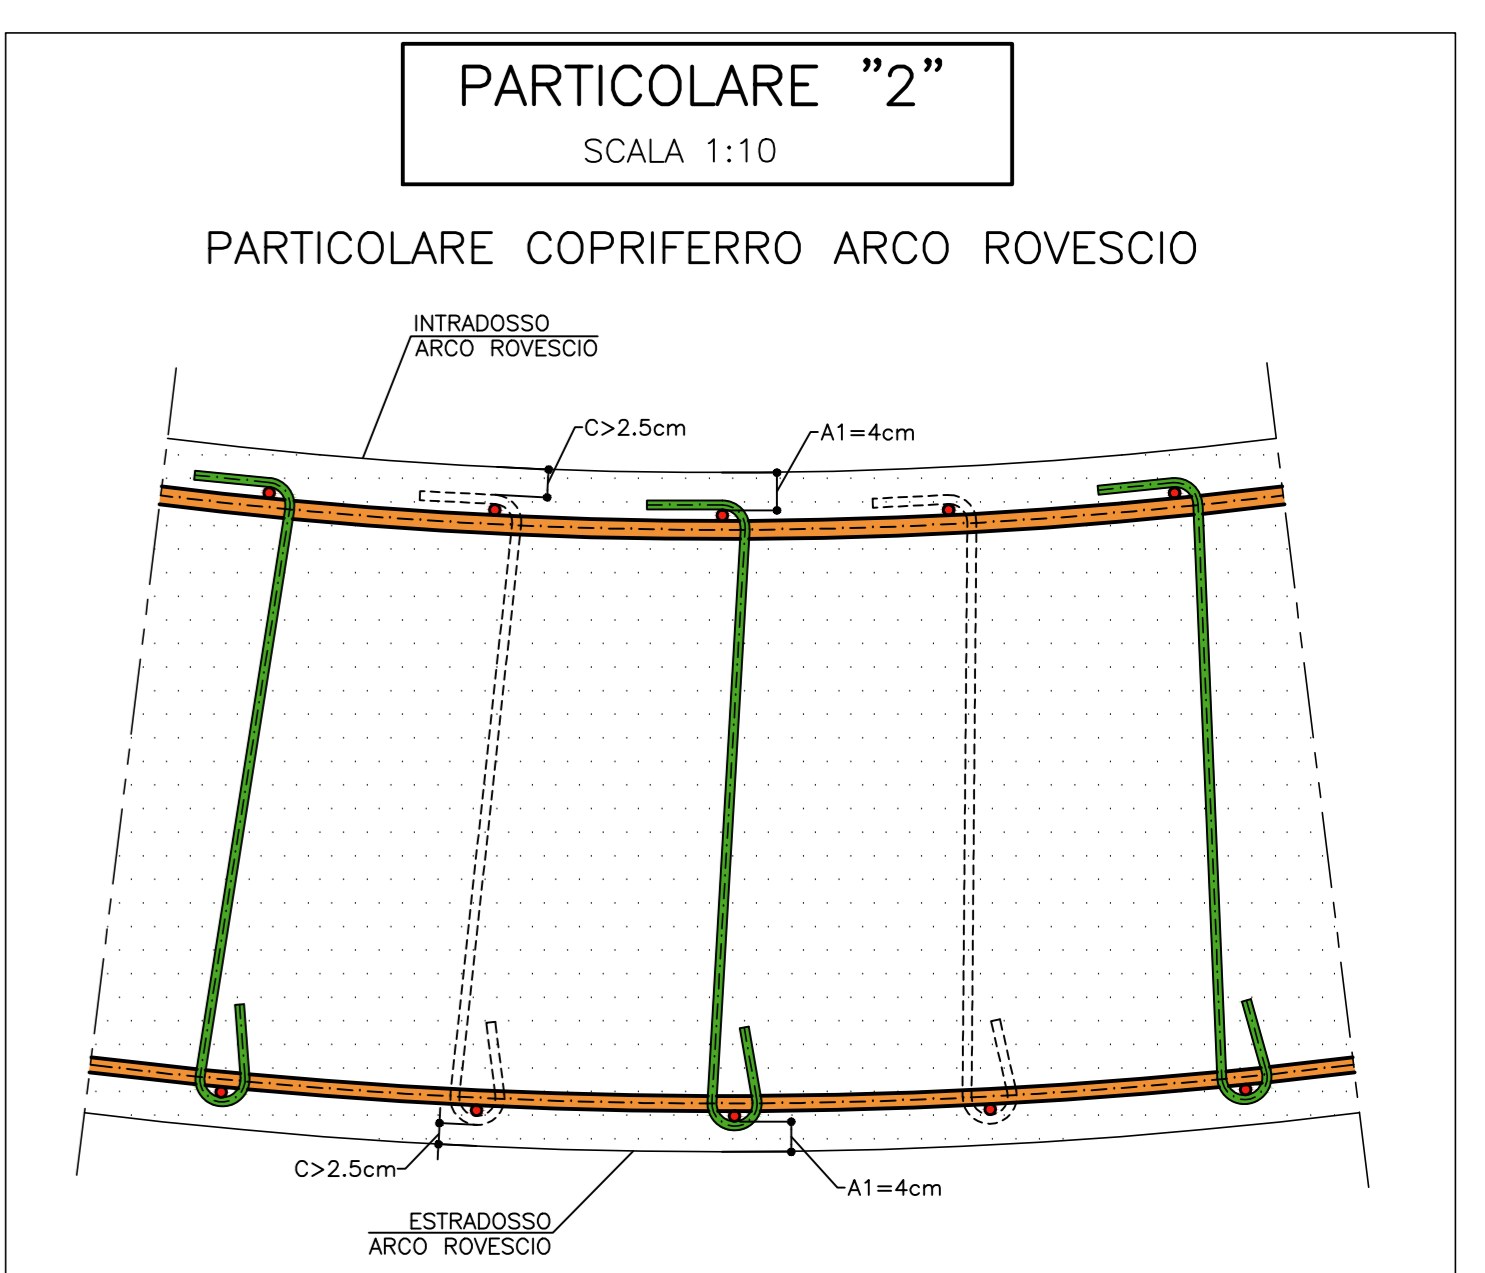 PARTICOLARE ”2”
SCALA 1:10
PARTICOLARE COPRIFERRO ARCO ROVESCIO
INTRADOSSO
ARCO ROVESCIO
C>2.5cm
A1=4cm
C>2.5cm
A1=4cm
ESTRADOSSO
ARCO ROVESCIO